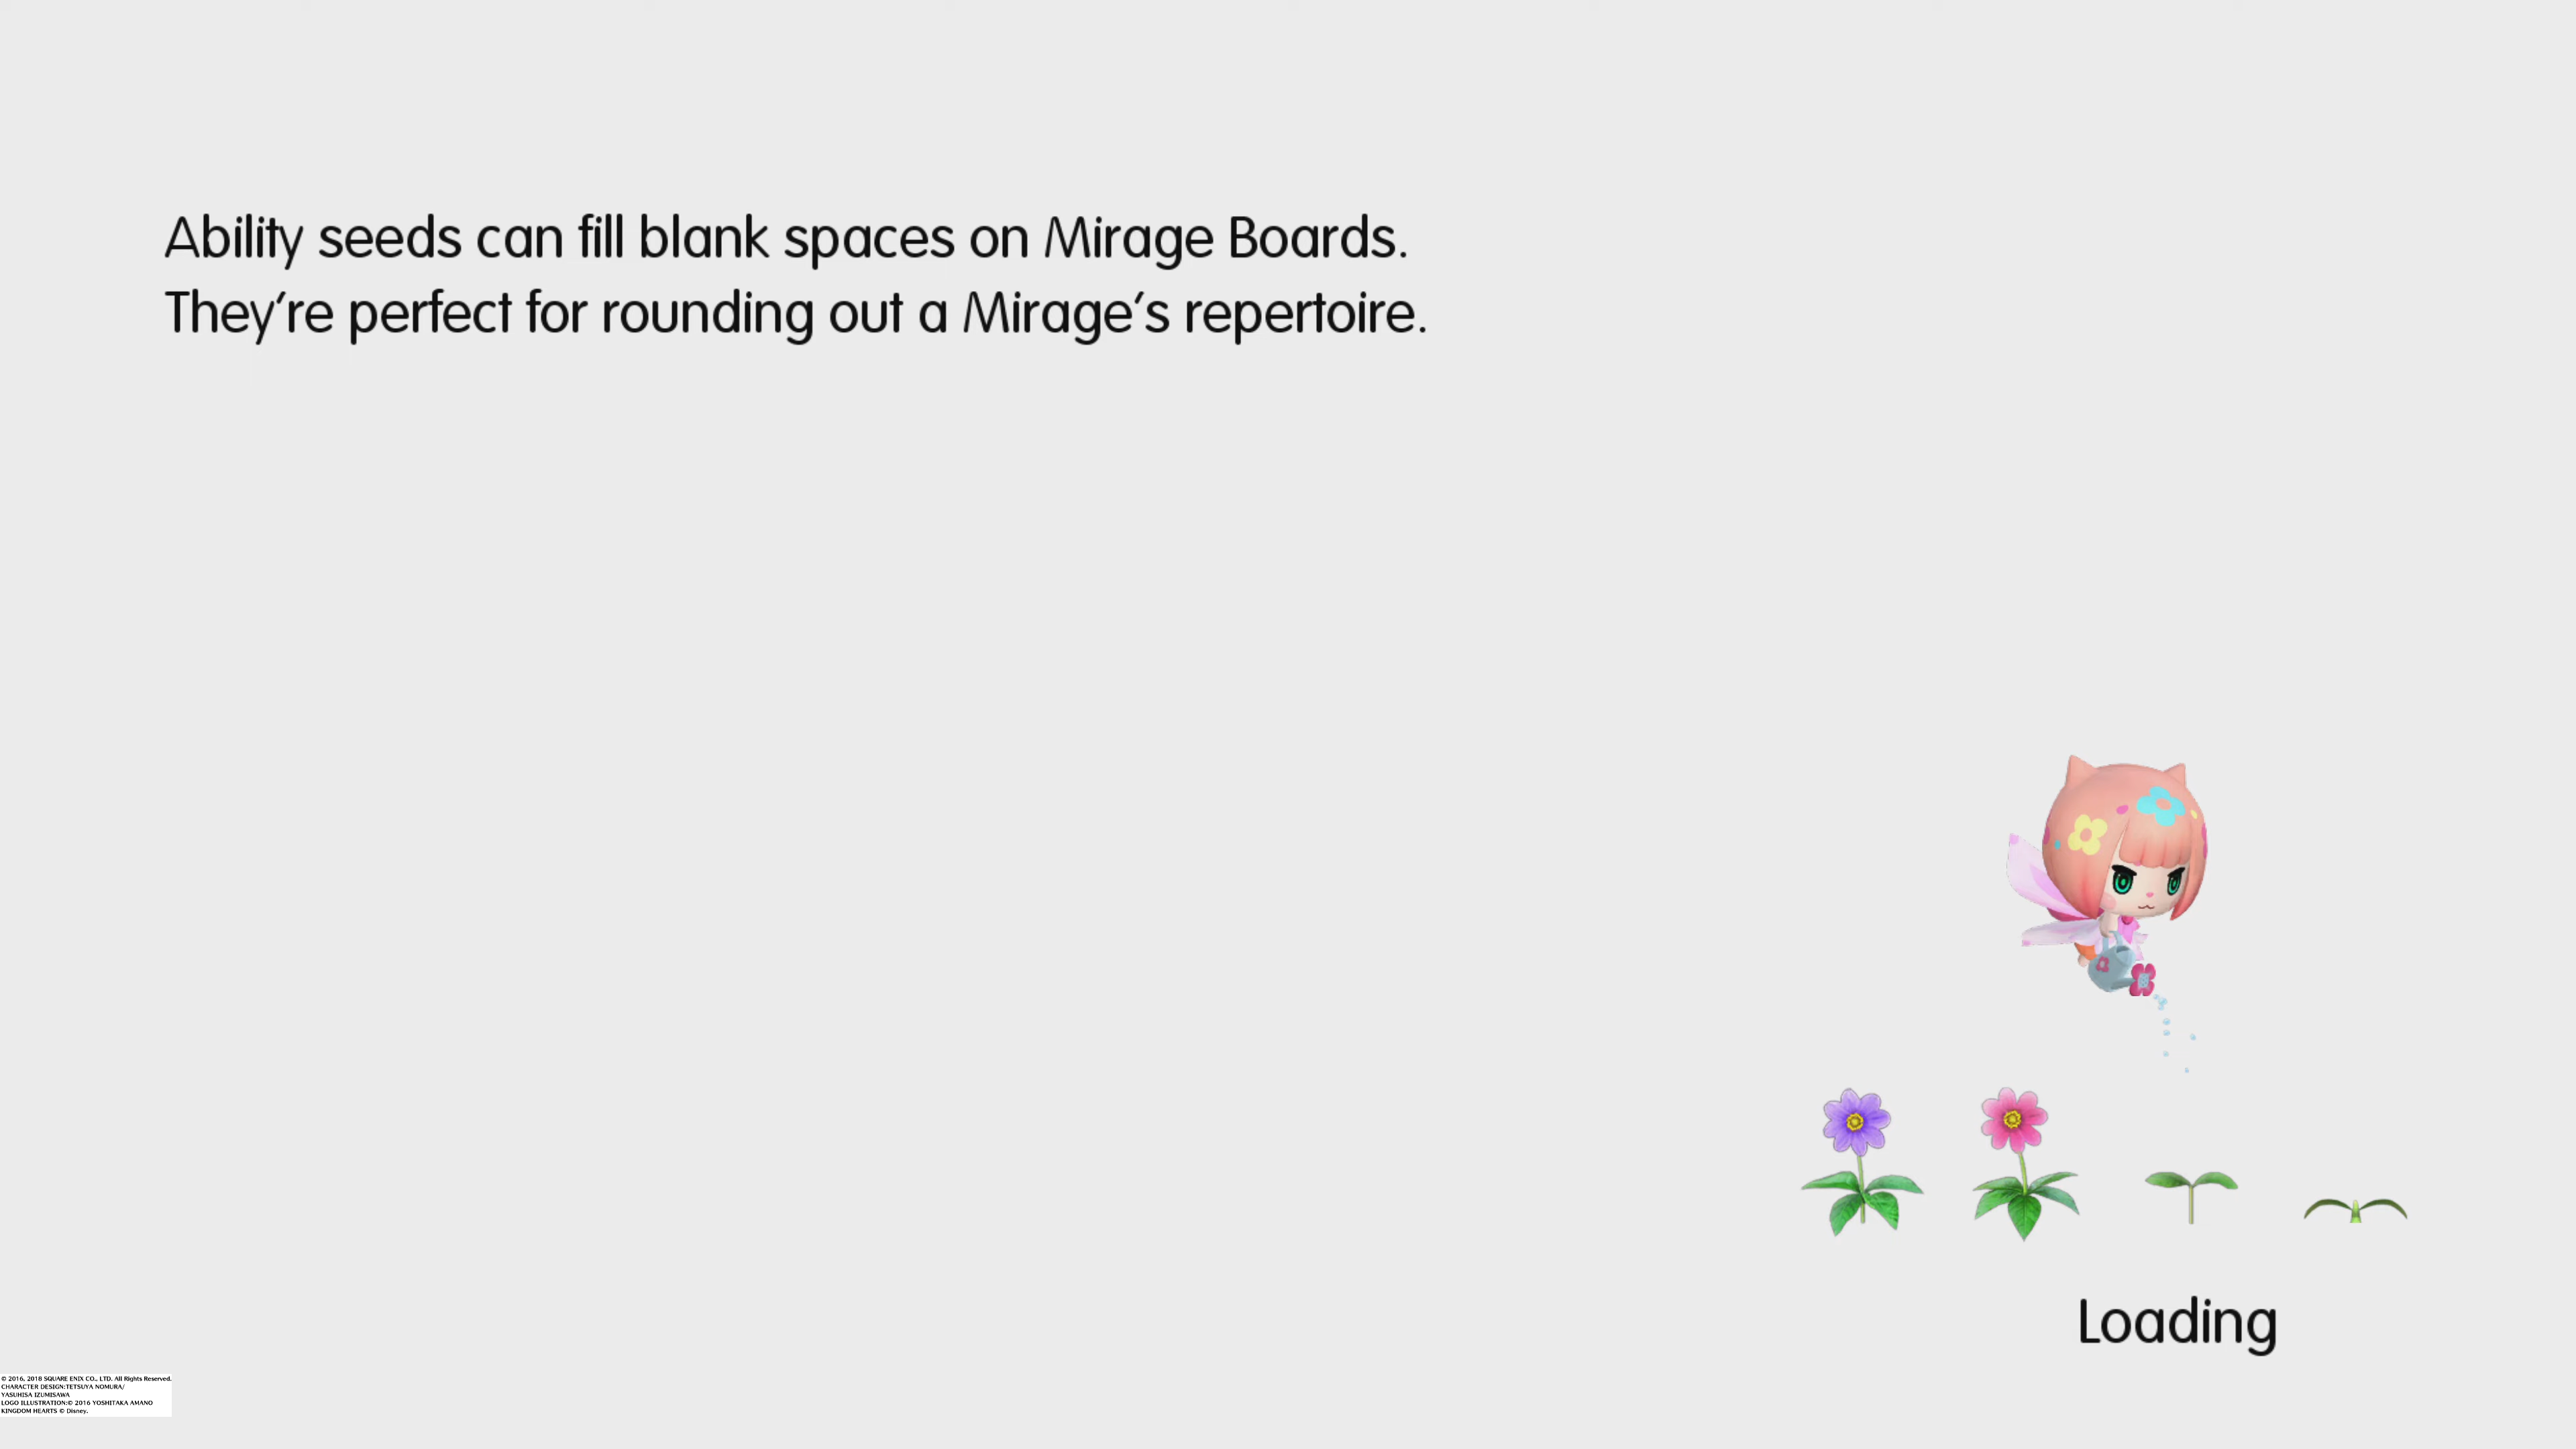 Ability seeds can fill blank spaces on Mirage Boards.
They're perfect for rounding out a Mirage's repertoire.
Loading
© 2016, 2018 SQUARE ENIX CO., LTD. All Rights Reserved.
CHARACTER DESIGN:TETSUYA NOMURA/
YASUHISA IZUMISAWA
LOGO ILLUSTRATION:© 2016 YOSHITAKA AMANO
KINGDOM HEARTS © Disney.